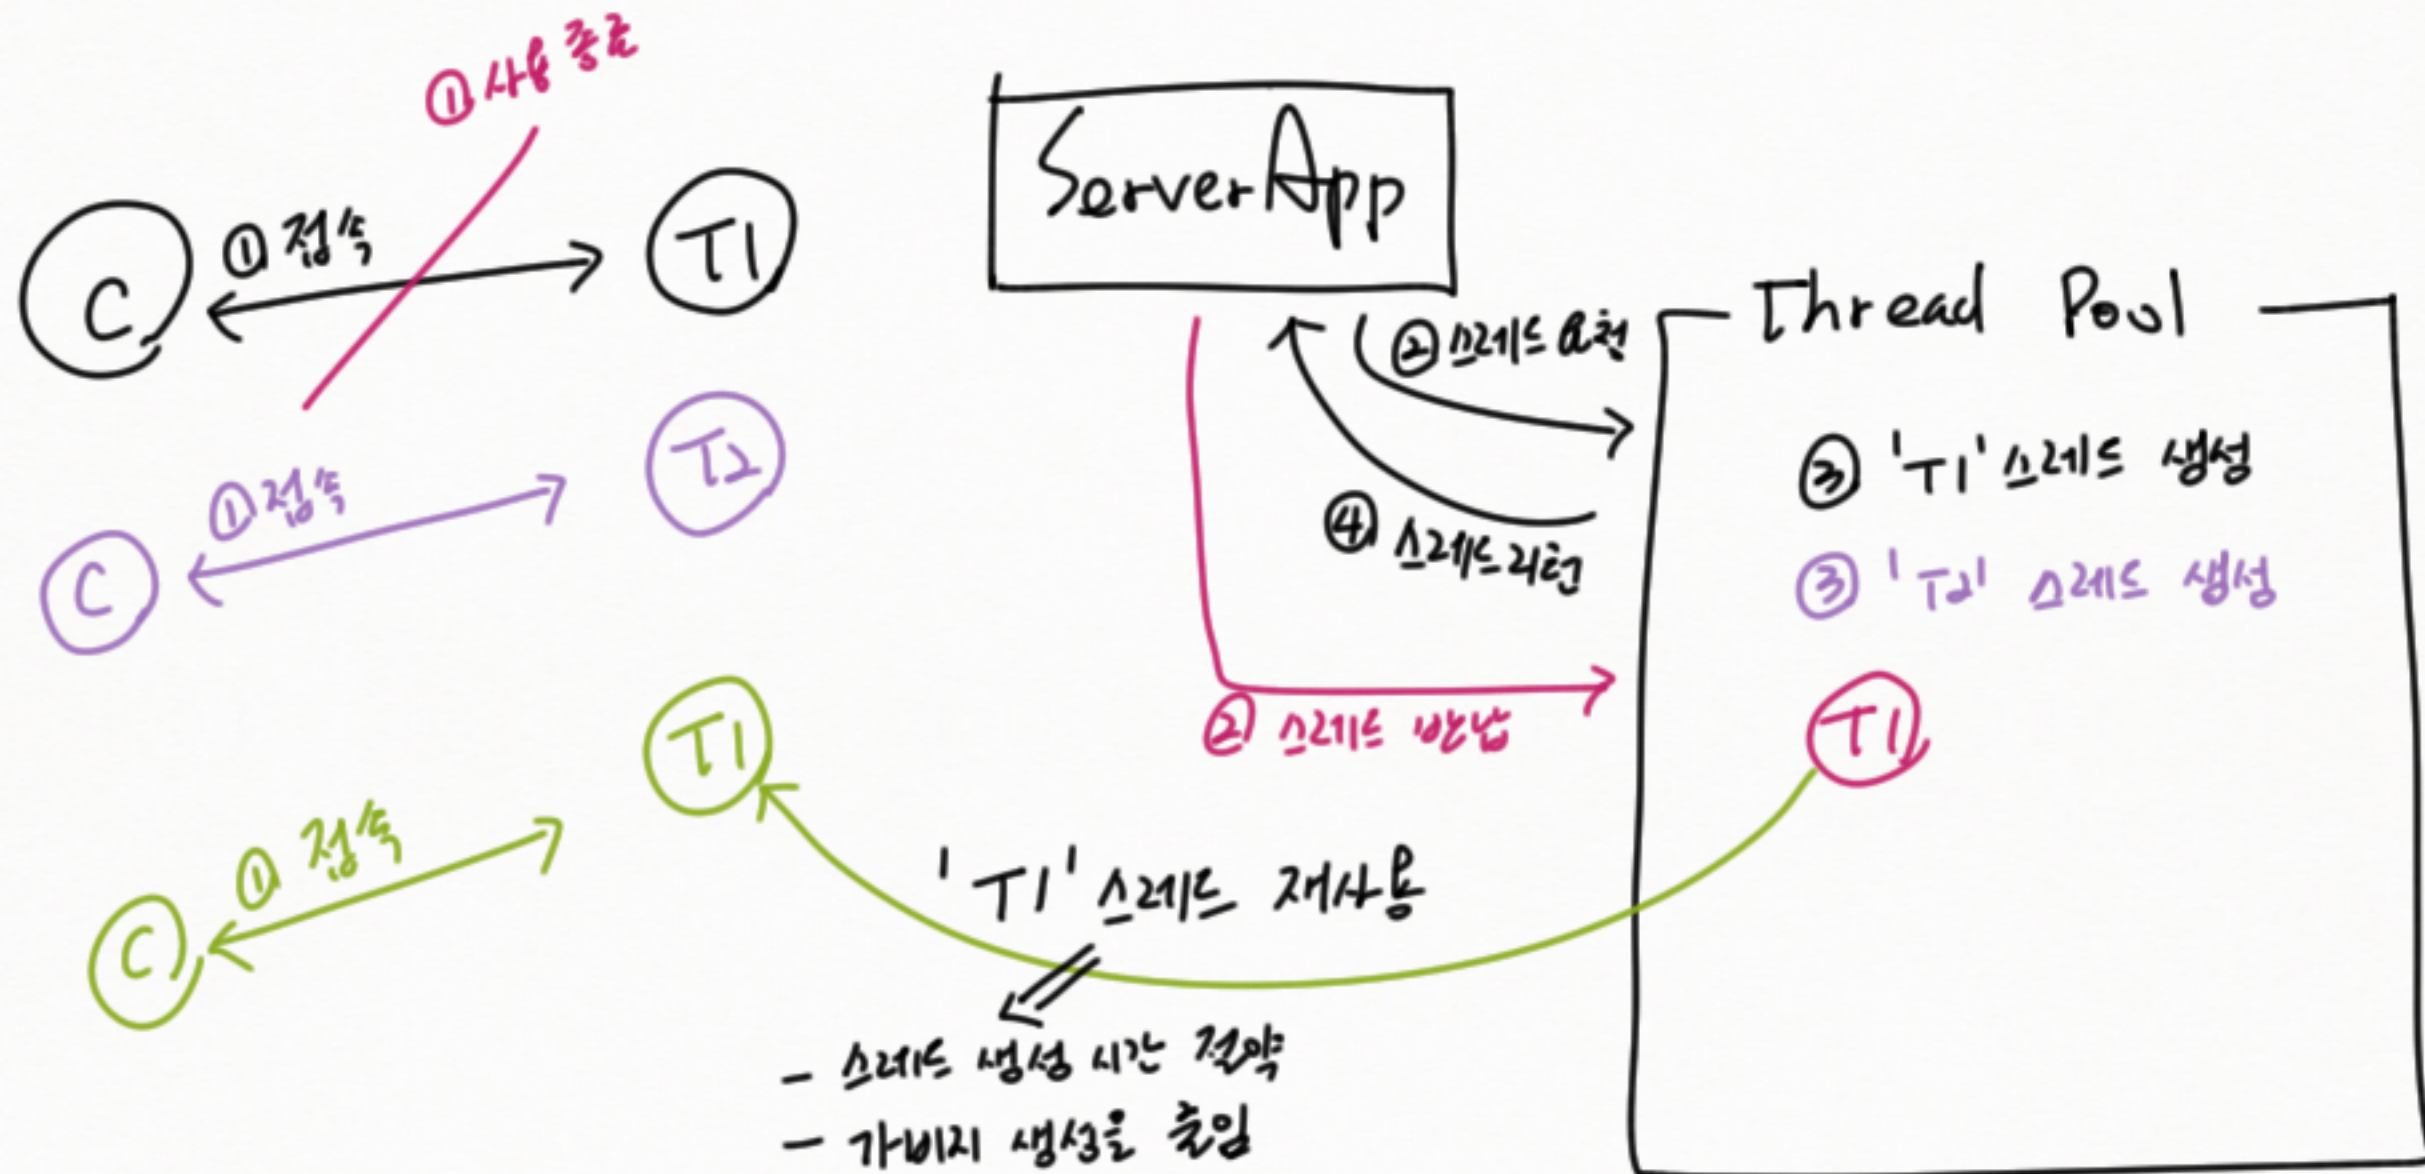 ① 사용 종료
ServerApp
C
① 접속
T1
Thread Pool
② 스레드 요청
③ 'T1' 스레드 생성
④ 스레드 리턴
C
① 접속
T2
③ 'T2' 스레드 생성
② 스레드 반납
T1
C
① 접속
T1
'T1' 스레드 재사용
- 스레드 생성 시간 절약
- 가비지 생성을 줄임